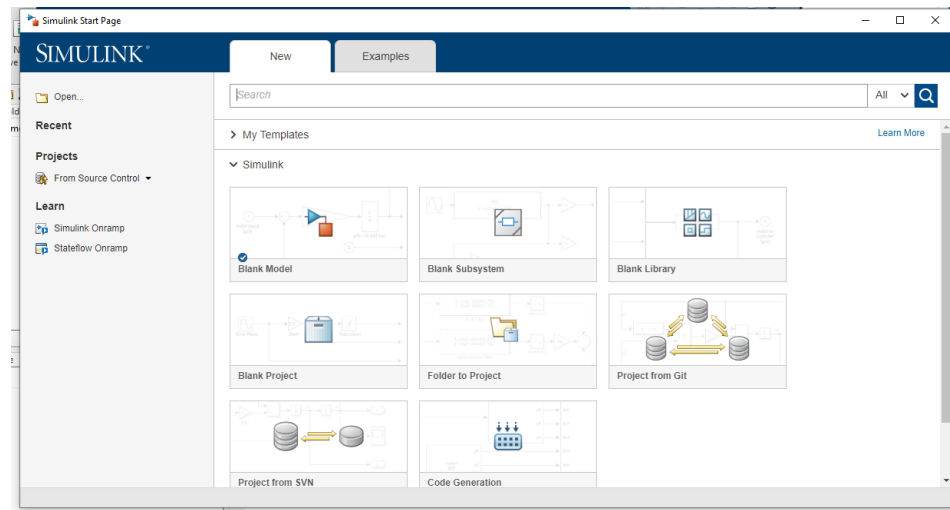 Simulink Start Page
SIMULINK®
New
Examples
Open...
Recent
Projects
From Source Control
Learn
Simulink Onramp
Stateflow Onramp
Search
All
My Templates
Learn More
Simulink
Blank Model
Blank Subsystem
Blank Library
Blank Project
Folder to Project
Project from Git
Project from SVN
Code Generation